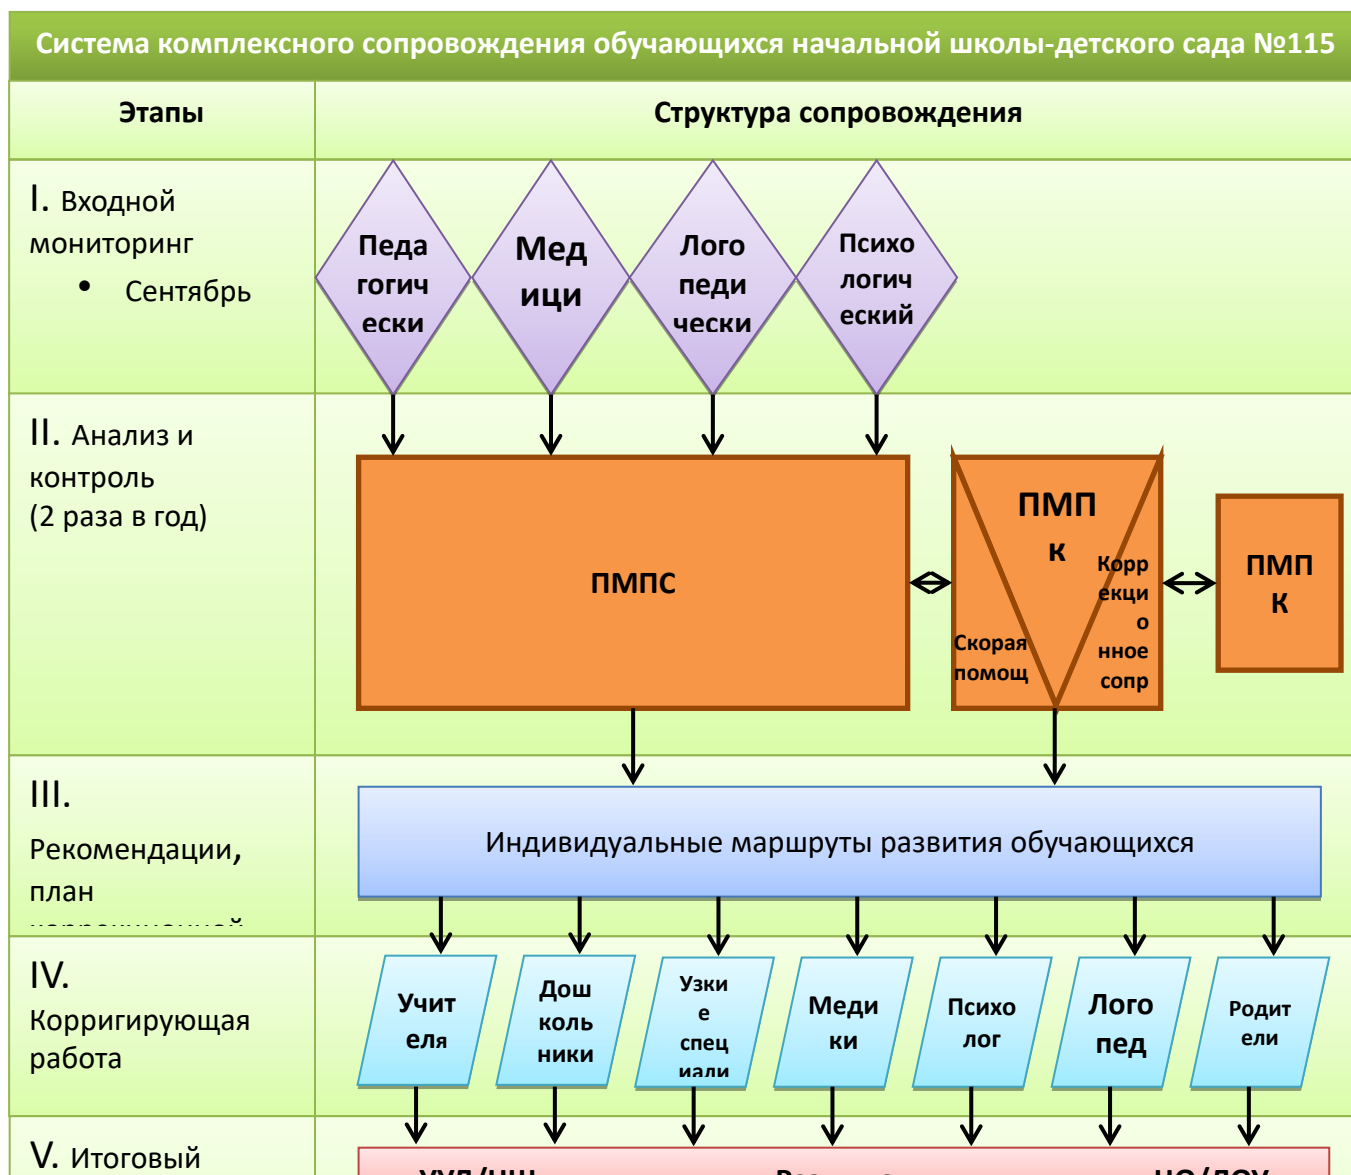 Система комплексного сопровождения обучающихся начальной школы-детского сада №115
Этапы
Структура сопровождения
I. Входной
мониторинг
• Сентябрь
Педа
гогич
ески
Мед
ици
Лого
педи
чески
Психо
логич
еский
II. Анализ и
контроль
(2 раза в год)
ПМПС
ПМП
к
Скорая
помощ
Корр
екци
о
нное
сопр
ПМП
К
III.
Рекомендации,
план
Индивидуальные маршруты развития обучающихся
IV.
Корригирующая
работа
Учит
еля
Дош
коль
ники
Узки
е
спец
иали
Меди
ки
Психо
лог
Лого
пед
Родит
ели
V. Итоговый